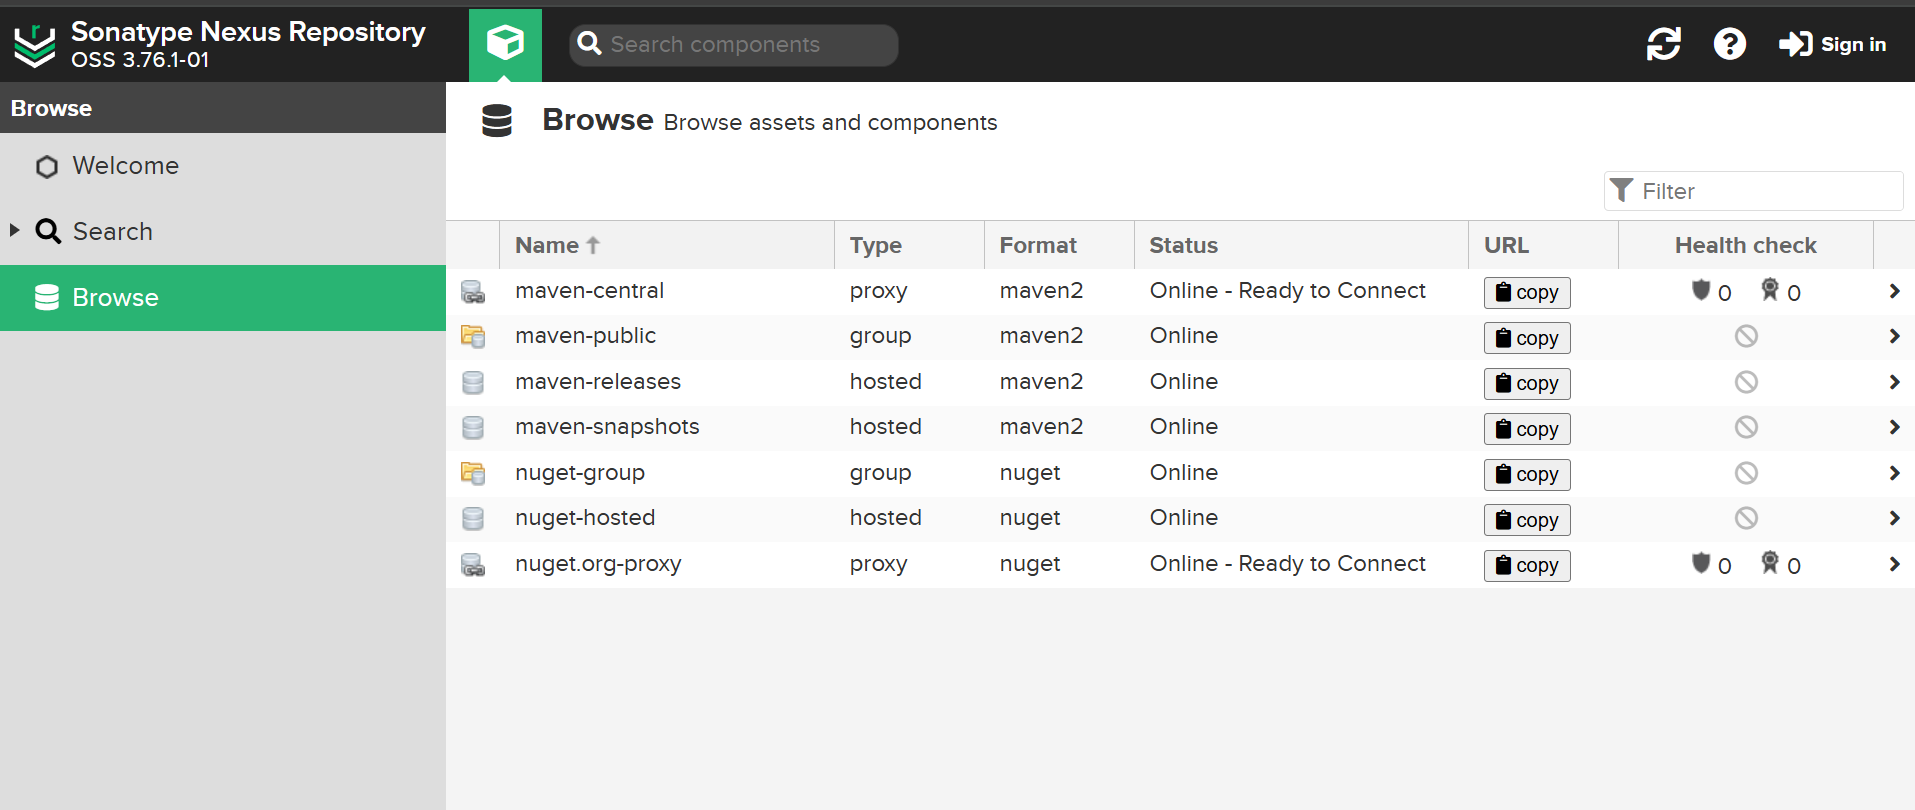 Sonatype Nexus Repository
OSS 3.76.1-01
Search components
Sign in
Browse
Welcome
Search
Browse
Browse Browse assets and components
Filter
Name Type Format Status URL Health check
maven-central proxy maven2 Online - Ready to Connect copy 0 0
maven-public group maven2 Online copy
maven-releases hosted maven2 Online copy
maven-snapshots hosted maven2 Online copy
nuget-group group nuget Online copy
nuget-hosted hosted nuget Online copy
nuget.org-proxy proxy nuget Online - Ready to Connect copy 0 0